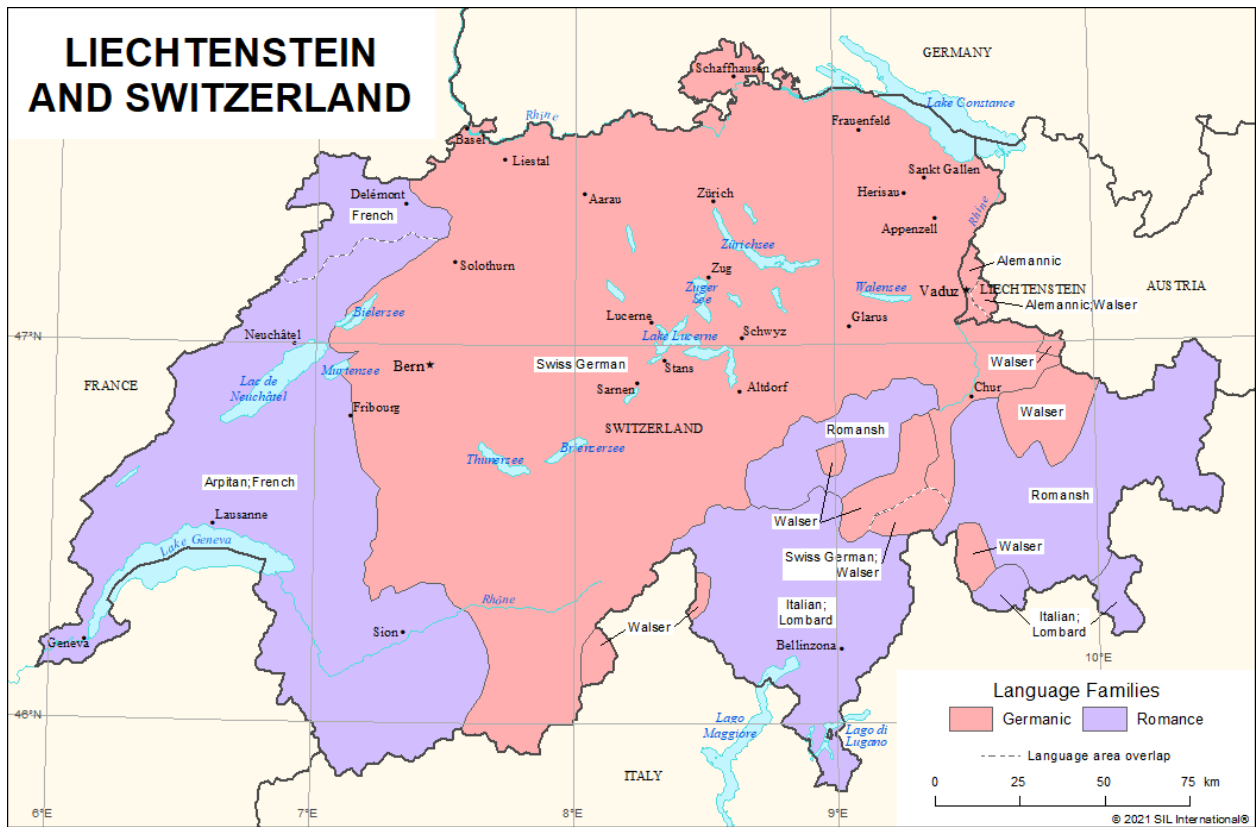 LIECHTENSTEIN
AND SWITZERLAND
GERMANY
Schaffhausen
Lake Constance
Rhine
Frauenfeld
Basel
Liestal
Sankt Gallen
Delémont
Aarau
Zürich
Herisau
French
Rhine
Appenzell
Zürichsee
Solothurn
Alemannic
Zug
Zuger
See
Walensee
Vaduz
LIECHTENSTEIN
AUSTRIA
Alemannic;Walser
Bielersee
Lucerne
Glarus
47°N
Neuchâtel
Lake Lucerne
Schwyz
Murtensee
Bern
Swiss German
Stans
Walser
FRANCE
Lac de
Neuchâtel
Sarnen
Altdorf
Chur
Fribourg
Walser
SWITZERLAND
Romansh
Brienzersee
Thunersee
Arpitan;French
Romansh
Lausanne
Walser
Lake Geneva
Walser
Swiss German;
Walser
Rhône
Italian;
Lombard
Italian;
Lombard
Walser
Sion
Geneva
Bellinzona
10°E
46°N
Lago
Maggiore
Lago di
Lugano
ITALY
Language Families
Germanic
Romance
Language area overlap
0 25 50 75 km
6°E
7°E
8°E
9°E
© 2021 SIL International®